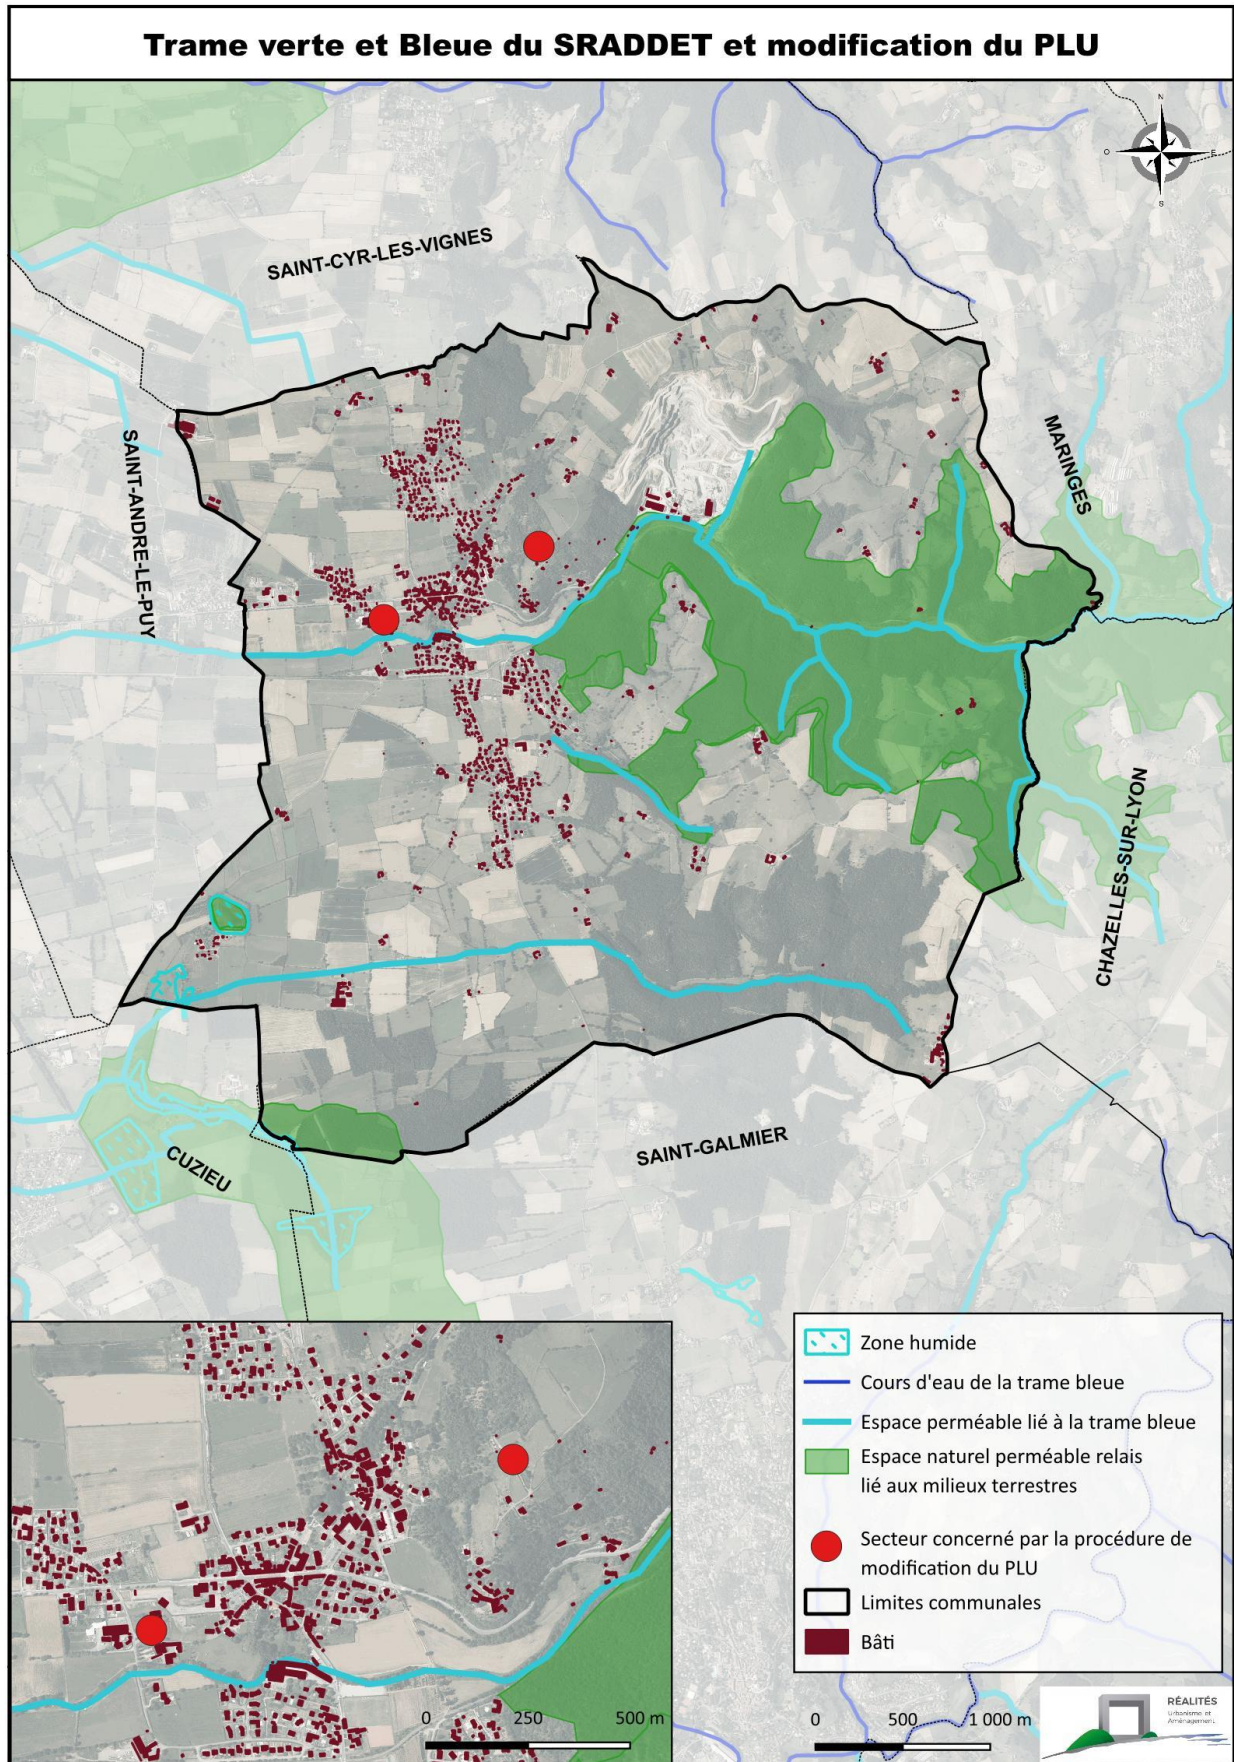 Trame verte et Bleue du SRADDET et modification du PLU
N
O
E
S
SAINT-CYR-LES-VIGNES
SAINT-ANDRE-LE-PUY
MARINGES
CHAZELLES-SUR-LYON
SAINT-GALMIER
CUZIEU
Zone humide
Cours d'eau de la trame bleue
Espace perméable lié à la trame bleue
Espace naturel perméable relais
lié aux milieux terrestres
Secteur concerné par la procédure de
modification du PLU
Limites communales
Bâti
0 250 500 m
0 500 1 000 m
RÉALITÉS
Urbanisme et
Aménagement